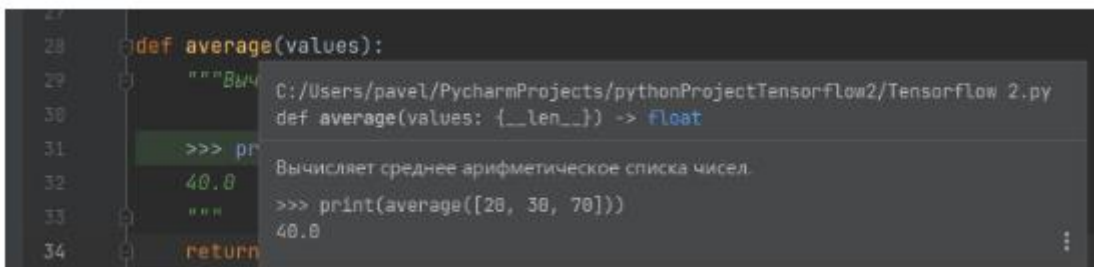 27
28 def average(values):
29 """Выч
30
31 >>> pr
32 40.0
33 """
34 return
C:/Users/pavel/PycharmProjects/pythonProjectTensorflow2/Tensorflow 2.py
def average(values: {__len__}) -> float
Вычисляет среднее арифметическое списка чисел.
>>> print(average([20, 30, 70]))
40.0